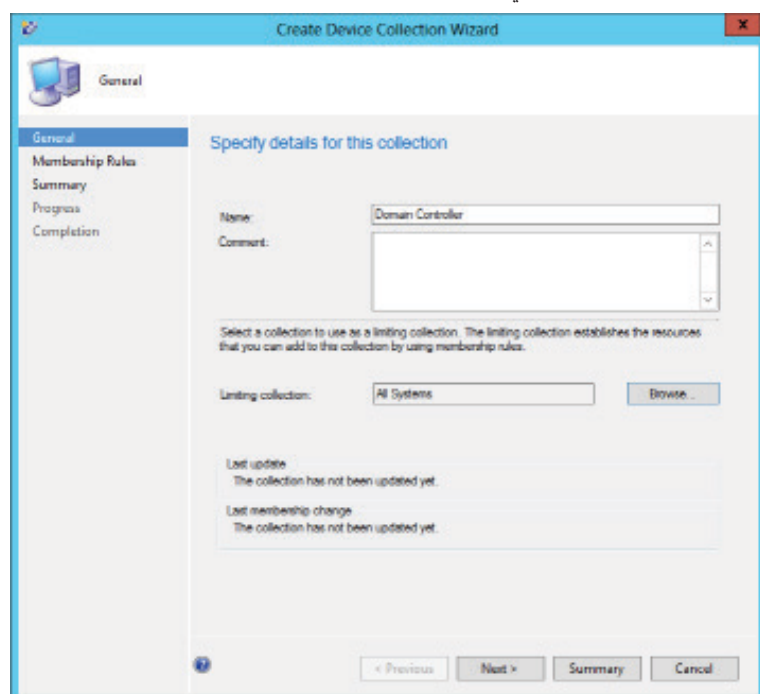 Create Device Collection Wizard
General
General
Membership Rules
Summary
Progress
Completion
Specify details for this collection
Name:
Domain Controller
Comment:
Select a collection to use as a limiting collection. The limiting collection establishes the resources
that you can add to this collection by using membership rules.
Limiting collection:
All Systems
Browse...
Last update
The collection has not been updated yet.
Last membership change
The collection has not been updated yet.
< Previous
Next >
Summary
Cancel